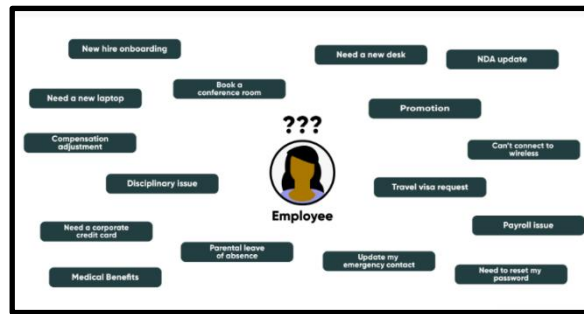 New hire onboarding
Need a new desk
NDA update
Book a
conference room
Need a new laptop
Promotion
???
Compensation
adjustment
Can't connect to
wireless
Disciplinary issue
Travel visa request
Employee
Need a corporate
credit card
Payroll issue
Parental leave
of absence
Update my
emergency contact
Medical Benefits
Need to reset my
password